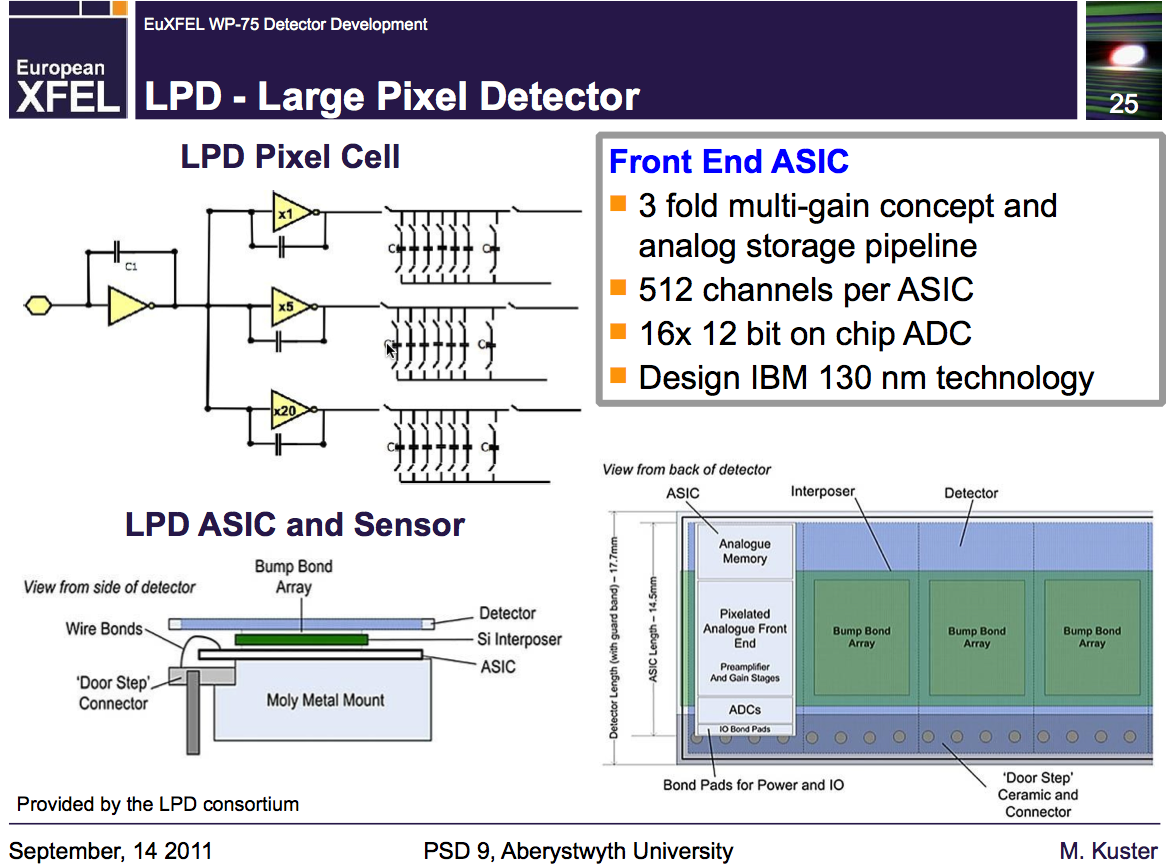 EuXFEL WP-75 Detector Development
European
XFEL
LPD - Large Pixel Detector
25
LPD Pixel Cell
x1
C1
x5
x20
C
C
C
C
C
Front End ASIC
3 fold multi-gain concept and
analog storage pipeline
512 channels per ASIC
16x 12 bit on chip ADC
Design IBM 130 nm technology
LPD ASIC and Sensor
View from side of detector
Bump Bond
Array
Wire Bonds
Detector
Si Interposer
ASIC
'Door Step'
Connector
Moly Metal Mount
View from back of detector
ASIC
Interposer
Detector
Detector Length (with guard band) – 17.7mm
ASIC Length – 14.5mm
Analogue
Memory
Pixelated
Analogue Front
End
Preamplifier
And Gain Stages
ADCs
IO Bond Pads
Bump Bond
Array
Bump Bond
Array
Bump Bond
Array
Bond Pads for Power and IO
'Door Step'
Ceramic and
Connector
Provided by the LPD consortium
September, 14 2011
PSD 9, Aberystwyth University
M. Kuster